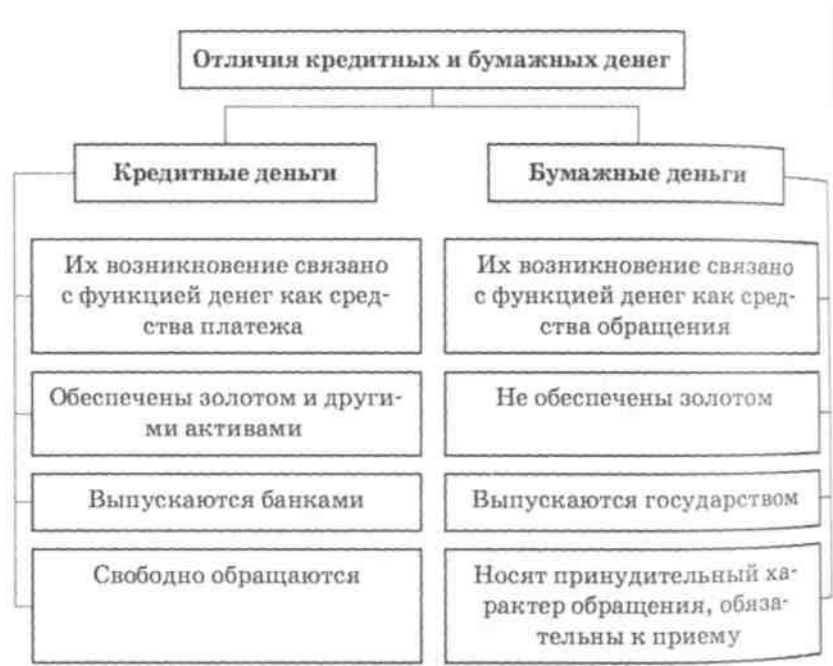 Отличия кредитных и бумажных денег
Кредитные деньги
Их возникновение связано
с функцией денег как сред-
ства платежа
Обеспечены золотом и други-
ми активами
Выпускаются банками
Свободно обращаются
Бумажные деньги
Их возникновение связано
с функцией денег как сред-
ства обращения
Не обеспечены золотом
Выпускаются государством
Носят принудительный ха-
рактер обращения, обяза-
тельны к приему